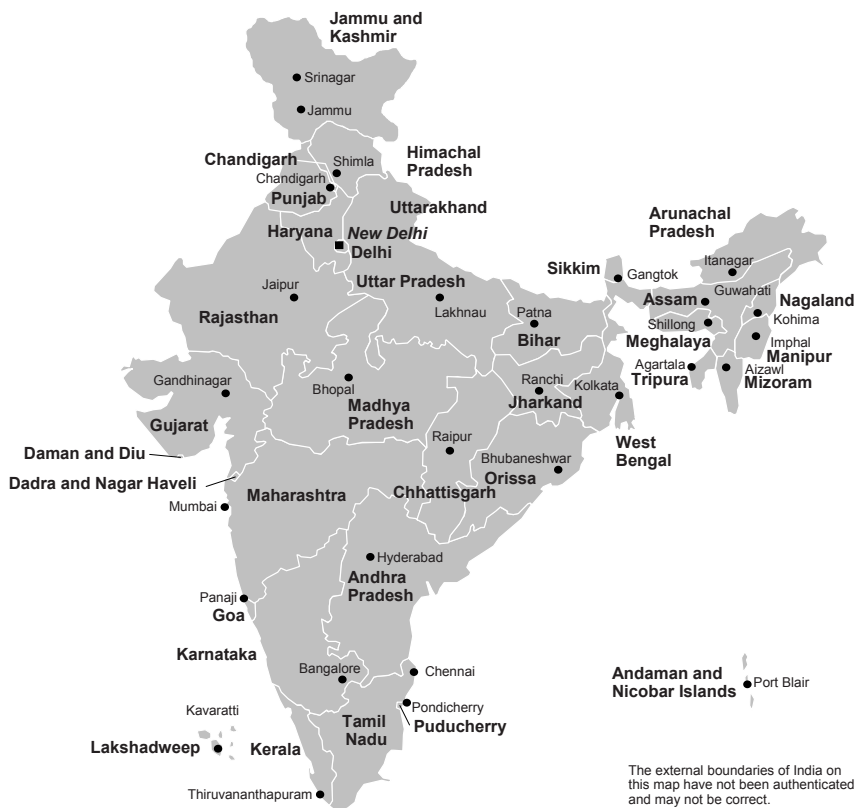 Jammu and
Kashmir
Srinagar
Jammu
Himachal
Pradesh
Chandigarh
Shimla
Chandigarh
Punjab
Uttarakhand
Haryana
New Delhi
Delhi
Arunachal
Pradesh
Itanagar
Sikkim
Gangtok
Jaipur
Uttar Pradesh
Guwahati
Assam
Nagaland
Rajasthan
Lakhnau
Patna
Bihar
Shillong
Kohima
Meghalaya
Imphal
Manipur
Gandhinagar
Bhopal
Ranchi
Kolkata
Agartala
Aizawl
Tripura
Mizoram
Madhya
Pradesh
Jharkand
Gujarat
Raipur
West
Bengal
Daman and Diu
Bhubaneshwar
Orissa
Dadra and Nagar Haveli
Maharashtra
Chhattisgarh
Mumbai
Hyderabad
Andhra
Pradesh
Panaji
Goa
Karnataka
Bangalore
Chennai
Andaman and
Nicobar Islands
Port Blair
Pondicherry
Puducherry
Kavaratti
Tamil
Nadu
Lakshadweep
Kerala
Thiruvananthapuram
The external boundaries of India on
this map have not been authenticated
and may not be correct.